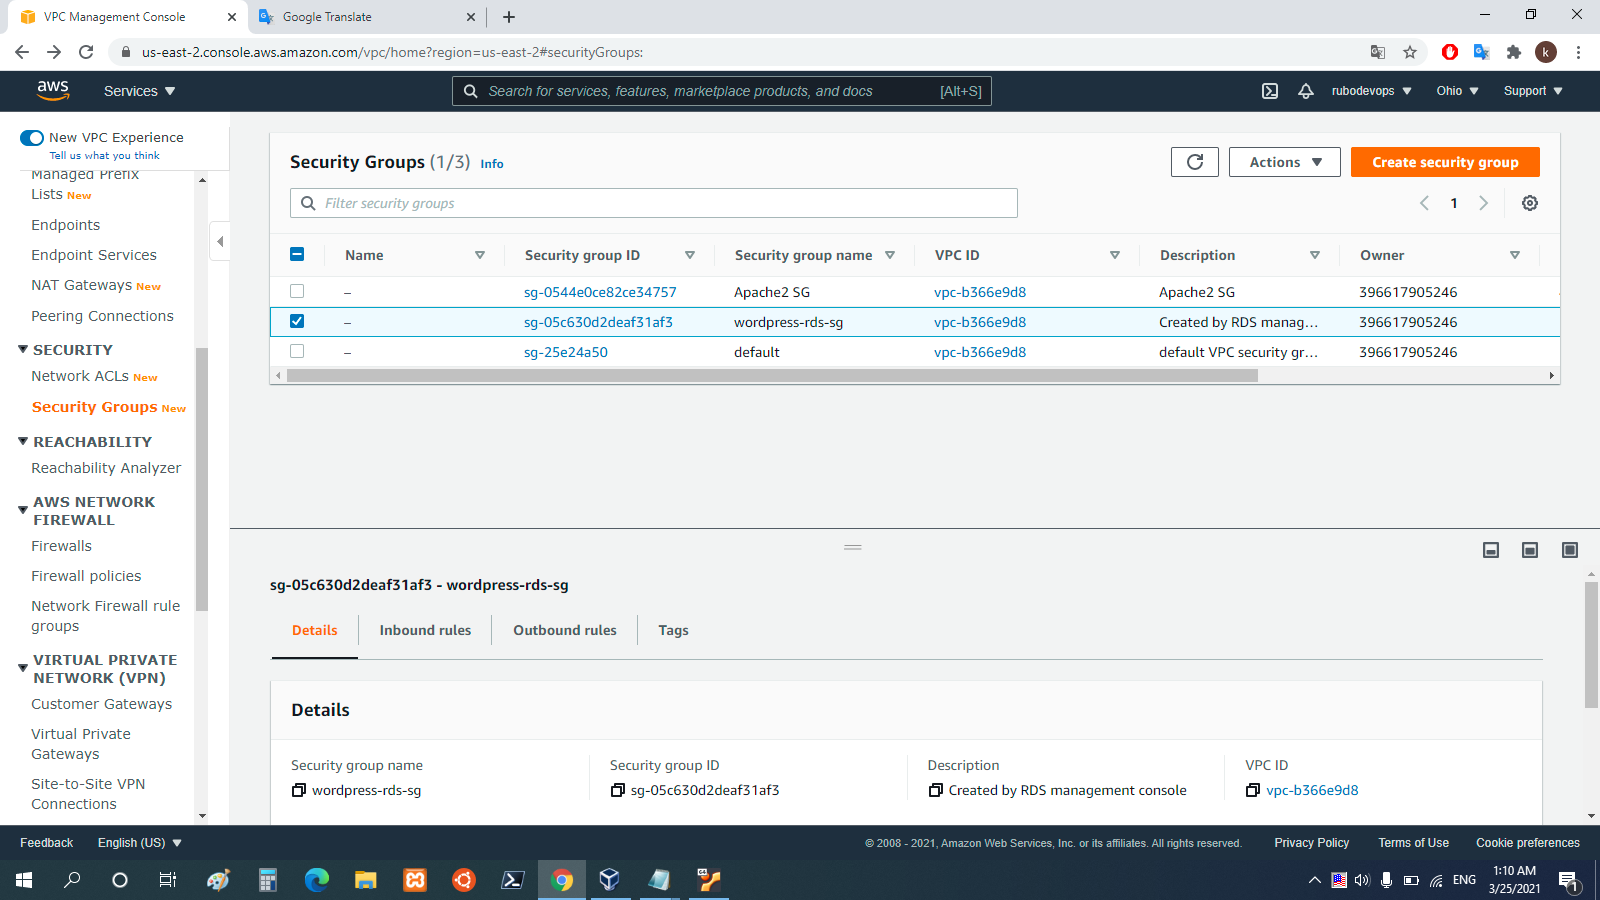 VPC Management Console
Google Translate
us-east-2.console.aws.amazon.com/vpc/home?region=us-east-2#securityGroups:
k
aws
Services
Search for services, features, marketplace products, and docs
[Alt+S]
rubodevops
Ohio
Support
New VPC Experience
Tell us what you think
Managed Prefix
Lists New
Endpoints
Endpoint Services
NAT Gateways New
Peering Connections
SECURITY
Network ACLs New
Security Groups New
REACHABILITY
Reachability Analyzer
AWS NETWORK
FIREWALL
Firewalls
Firewall policies
Network Firewall rule
groups
VIRTUAL PRIVATE
NETWORK (VPN)
Customer Gateways
Virtual Private
Gateways
Site-to-Site VPN
Connections
Security Groups (1/3) Info
Actions
Create security group
Filter security groups
1
Name Security group ID Security group name VPC ID Description Owner
– sg-0544e0ce82ce34757 Apache2 SG vpc-b366e9d8 Apache2 SG 396617905246
– sg-05c630d2deaf31af3 wordpress-rds-sg vpc-b366e9d8 Created by RDS manag... 396617905246
– sg-25e24a50 default vpc-b366e9d8 default VPC security gr... 396617905246
sg-05c630d2deaf31af3 - wordpress-rds-sg
Details Inbound rules Outbound rules Tags
Details
Security group name
wordpress-rds-sg
Security group ID
sg-05c630d2deaf31af3
Description
Created by RDS management console
VPC ID
vpc-b366e9d8
Feedback English (US)
© 2008 - 2021, Amazon Web Services, Inc. or its affiliates. All rights reserved. Privacy Policy Terms of Use Cookie preferences
ENG
1:10 AM
3/25/2021
1